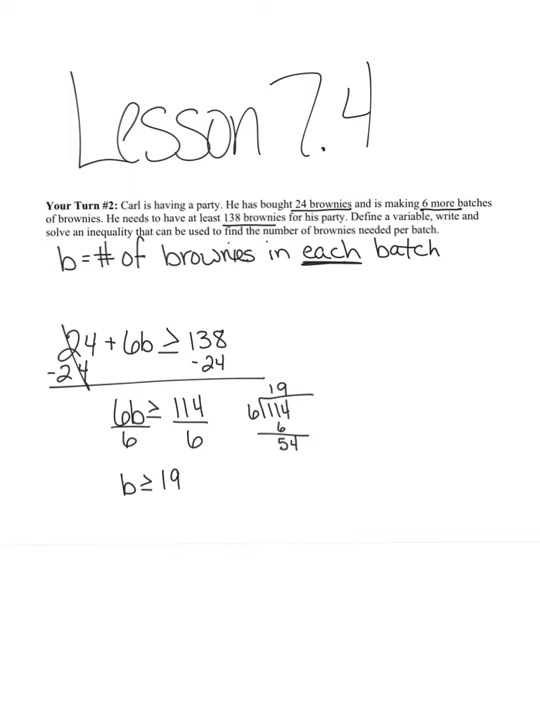 Lesson 7.4
Your Turn #2: Carl is having a party. He has bought 24 brownies and is making 6 more batches
of brownies. He needs to have at least 138 brownies for his party. Define a variable, write and
solve an inequality that can be used to find the number of brownies needed per batch.
b = # of brownies in each batch
24 + 6b ≥ 138
-24 -24
19
6b ≥ 114 6⟌114
6 6 6
54
b ≥ 19